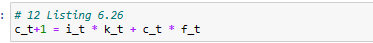 :
# 12 Listing 6.26
c_t+1 = i_t * k_t + c_t * f_t